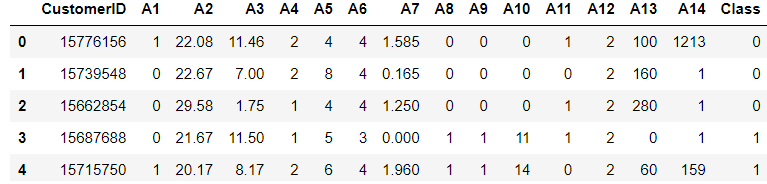 CustomerID A1 A2 A3 A4 A5 A6 A7 A8 A9 A10 A11 A12 A13 A14 Class
0 15776156 1 22.08 11.46 2 4 4 1.585 0 0 0 1 2 100 1213 0
1 15739548 0 22.67 7.00 2 8 4 0.165 0 0 0 0 2 160 1 0
2 15662854 0 29.58 1.75 1 4 4 1.250 0 0 0 1 2 280 1 0
3 15687688 0 21.67 11.50 1 5 3 0.000 1 1 11 1 2 0 1 1
4 15715750 1 20.17 8.17 2 6 4 1.960 1 1 14 0 2 60 159 1